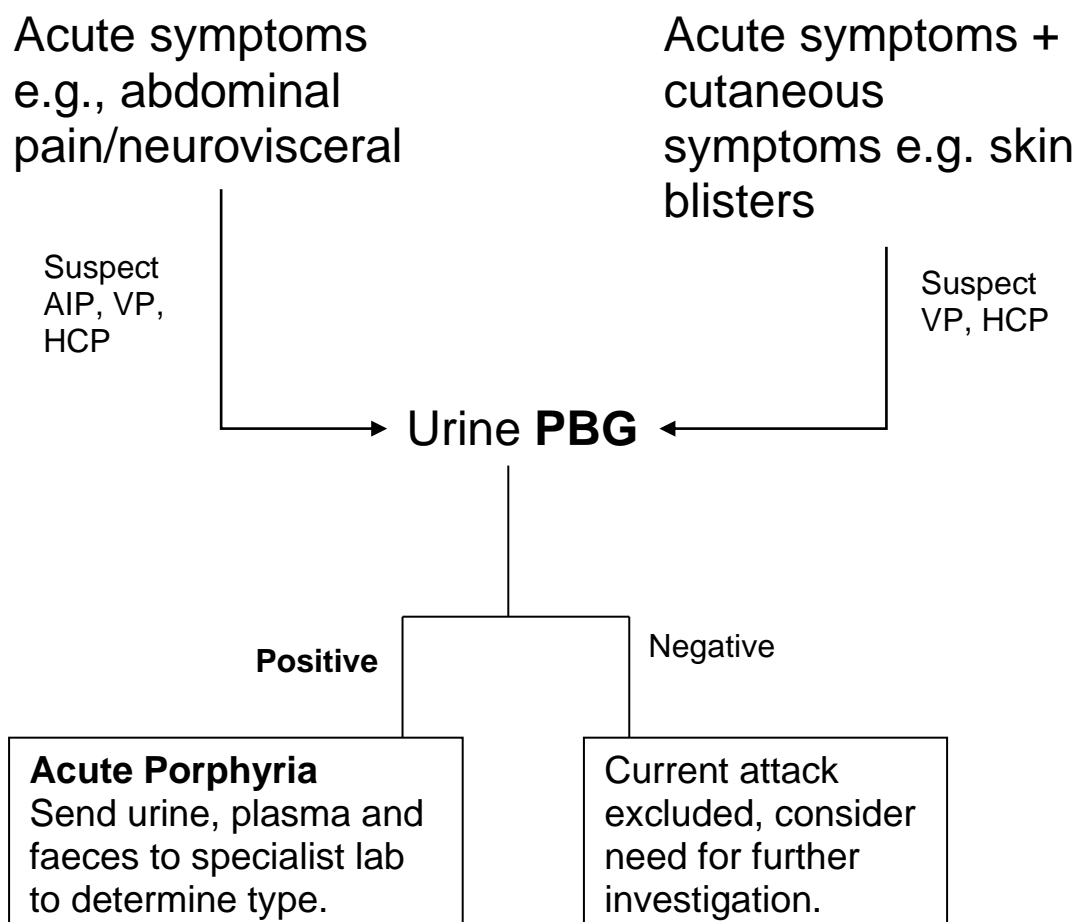 Acute symptoms
e.g., abdominal
pain/neurovisceral
Acute symptoms +
cutaneous
symptoms e.g. skin
blisters
Suspect
AIP, VP,
HCP
Suspect
VP, HCP
Urine PBG
Positive
Negative
Acute Porphyria
Send urine, plasma and
faeces to specialist lab
to determine type.
Current attack
excluded, consider
need for further
investigation.